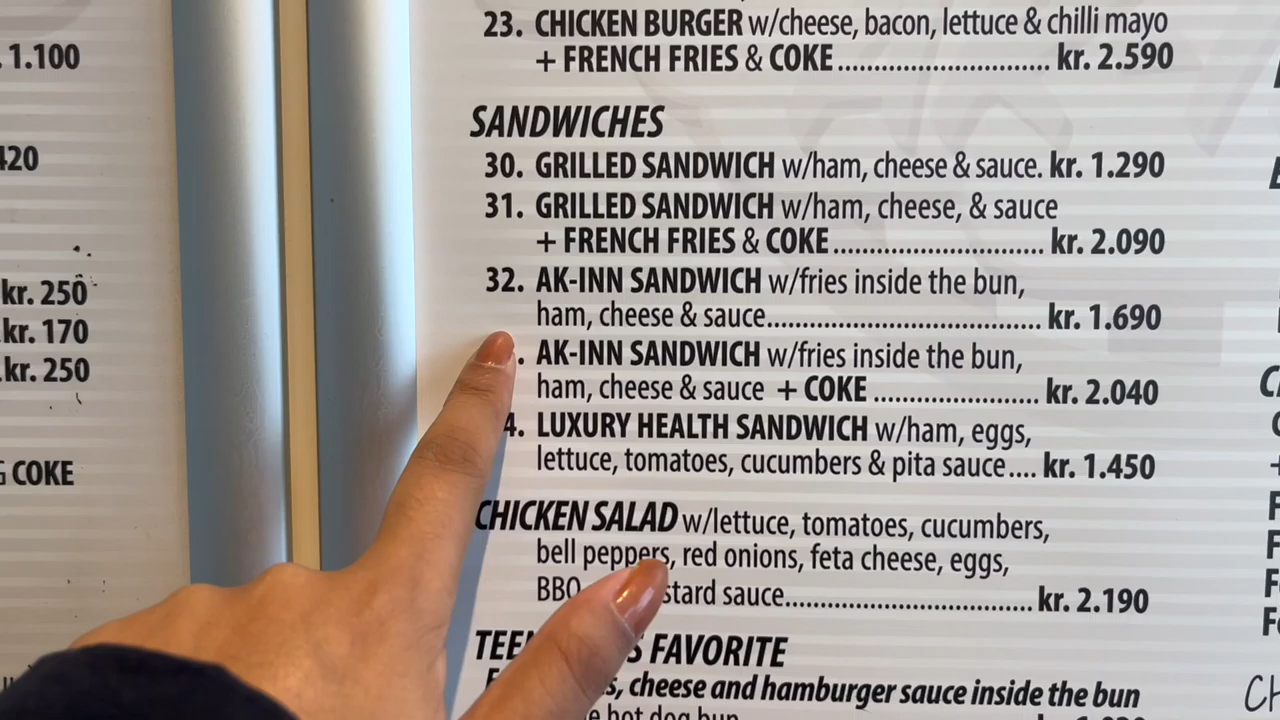 1.100
420
kr. 250
kr. 170
kr. 250
COKE
23. CHICKEN BURGER w/cheese, bacon, lettuce & chilli mayo
+ FRENCH FRIES & COKE............................. kr. 2.590
SANDWICHES
30. GRILLED SANDWICH w/ham, cheese & sauce. kr. 1.290
31. GRILLED SANDWICH w/ham, cheese, & sauce
+ FRENCH FRIES & COKE............................. kr. 2.090
32. AK-INN SANDWICH w/fries inside the bun,
ham, cheese & sauce...................................... kr. 1.690
. AK-INN SANDWICH w/fries inside the bun,
ham, cheese & sauce + COKE ....................... kr. 2.040
4. LUXURY HEALTH SANDWICH w/ham, eggs,
lettuce, tomatoes, cucumbers & pita sauce.... kr. 1.450
CHICKEN SALAD w/lettuce, tomatoes, cucumbers,
bell peppers, red onions, feta cheese, eggs,
BBQ stard sauce.................................. kr. 2.190
FAVORITE
cheese and hamburger sauce inside the bun
hot dog bun